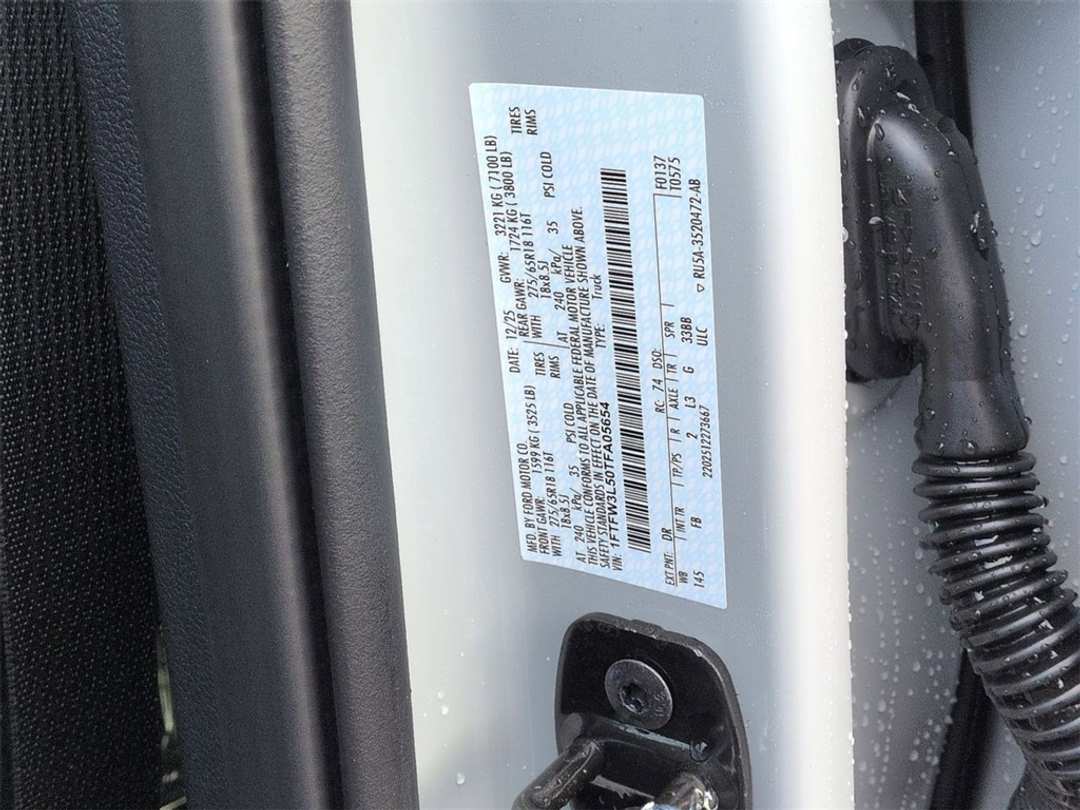 MFD. BY FORD MOTOR CO.
DATE: 12/25 GVWR: 3221 KG ( 7100 LB)
FRONT GAWR: 1599 KG ( 3525 LB)
REAR GAWR: 1724 KG ( 3800 LB)
WITH 275/65R18 116T TIRES
WITH 275/65R18 116T TIRES
18x8.5J RIMS
18x8.5J RIMS
AT 240 kPa/ 35 PSI COLD
AT 240 kPa/ 35 PSI COLD
THIS VEHICLE CONFORMS TO ALL APPLICABLE FEDERAL MOTOR VEHICLE
SAFETY STANDARDS IN EFFECT ON THE DATE OF MANUFACTURE SHOWN ABOVE.
VIN: 1FTFW3L50TFA05654
TYPE: Truck
F0137
T0575
EXT PNT: DR RC: 74 DSO:
WB INT TR TP/PS R AXLE TR SPR
145 FB 2 L3 G 33BB
ULC
2202512273667
▽ RU5A-3520472-AB